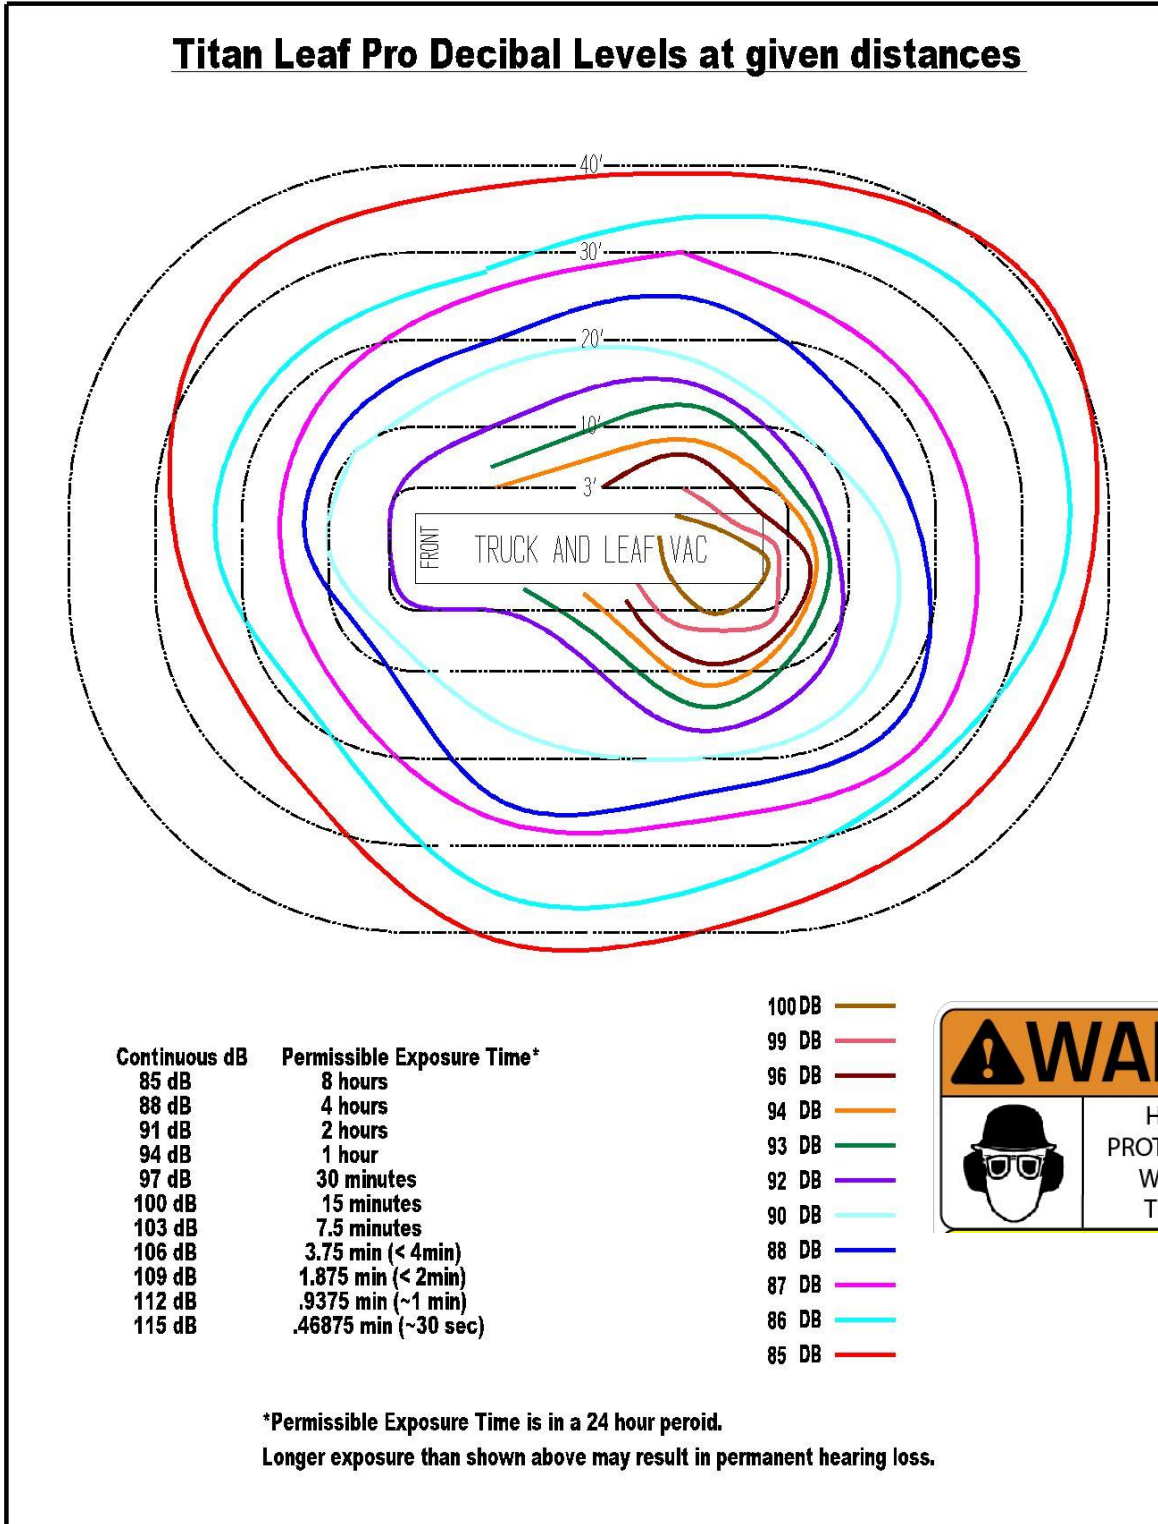 Titan Leaf Pro Decibal Levels at given distances
40'
30'
20'
10'
3'
FRONT
TRUCK AND LEAF VAC
Continuous dB Permissible Exposure Time*
85 dB 8 hours
88 dB 4 hours
91 dB 2 hours
94 dB 1 hour
97 dB 30 minutes
100 dB 15 minutes
103 dB 7.5 minutes
106 dB 3.75 min (< 4min)
109 dB 1.875 min (< 2min)
112 dB .9375 min (~1 min)
115 dB .46875 min (~30 sec)
100 DB
99 DB
96 DB
94 DB
93 DB
92 DB
90 DB
88 DB
87 DB
86 DB
85 DB
*Permissible Exposure Time is in a 24 hour peroid.
Longer exposure than shown above may result in permanent hearing loss.